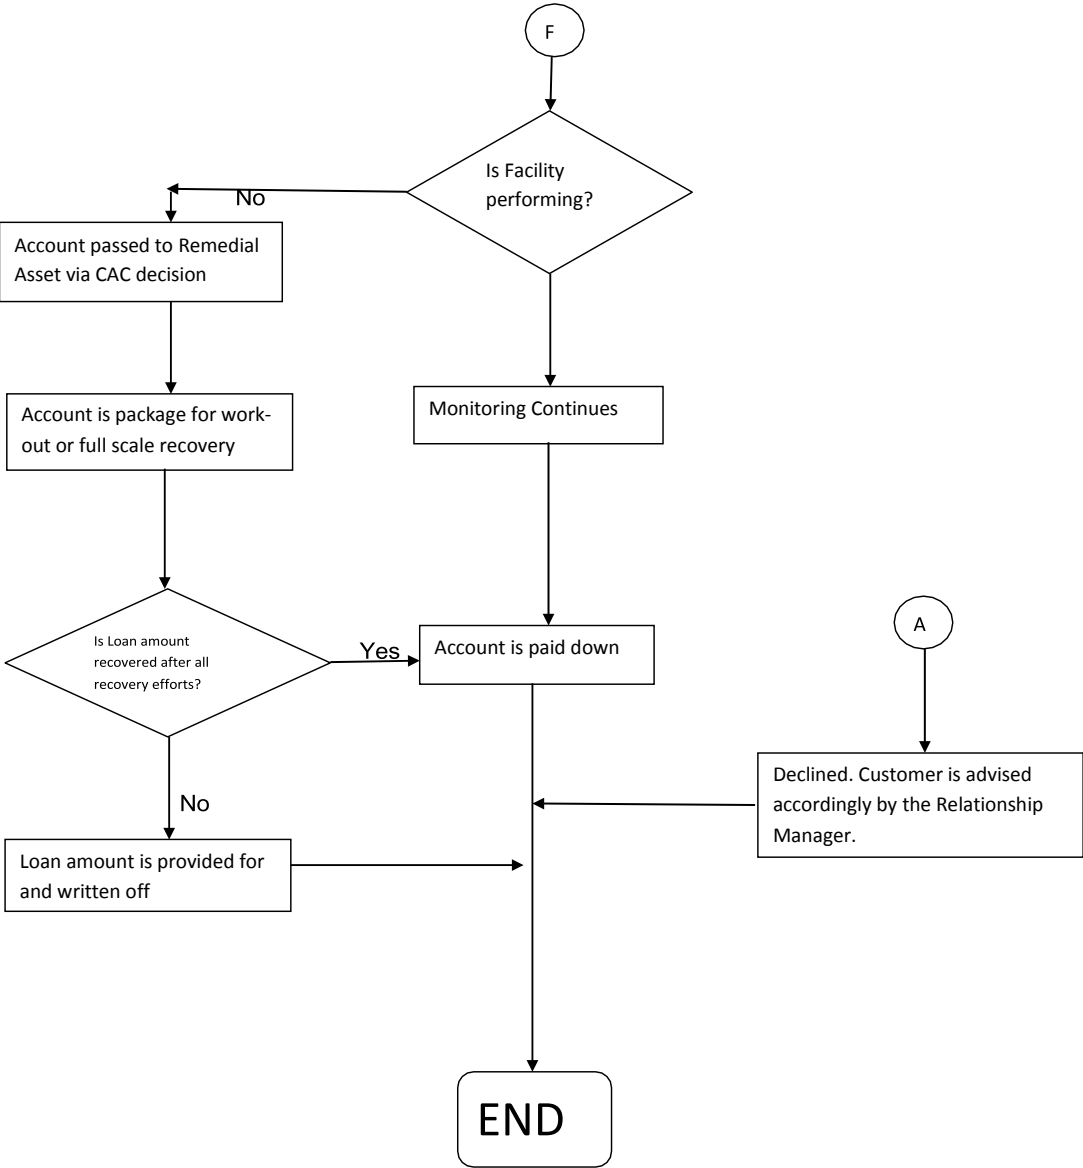 F
Is Facility
performing?
No
Account passed to Remedial
Asset via CAC decision
Account is package for work-
out or full scale recovery
Monitoring Continues
Is Loan amount
recovered after all
recovery efforts?
Yes
Account is paid down
A
No
Declined. Customer is advised
accordingly by the Relationship
Manager.
Loan amount is provided for
and written off
END